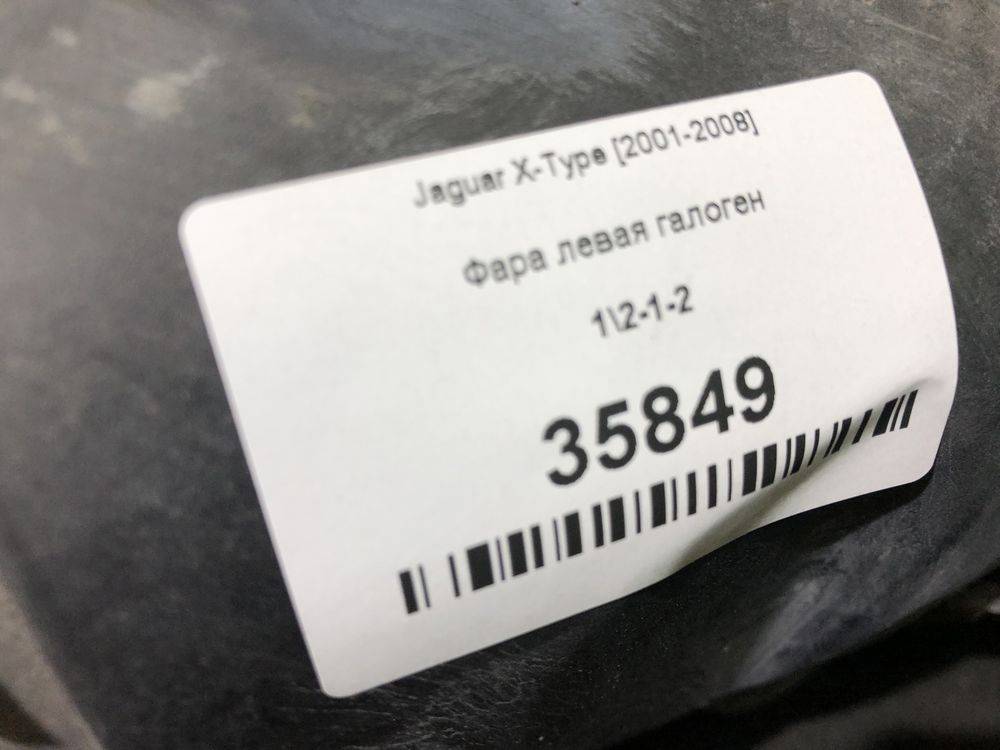 Jaguar X-Type [2001-2008]
Фара левая галоген
1\2-1-2
35849